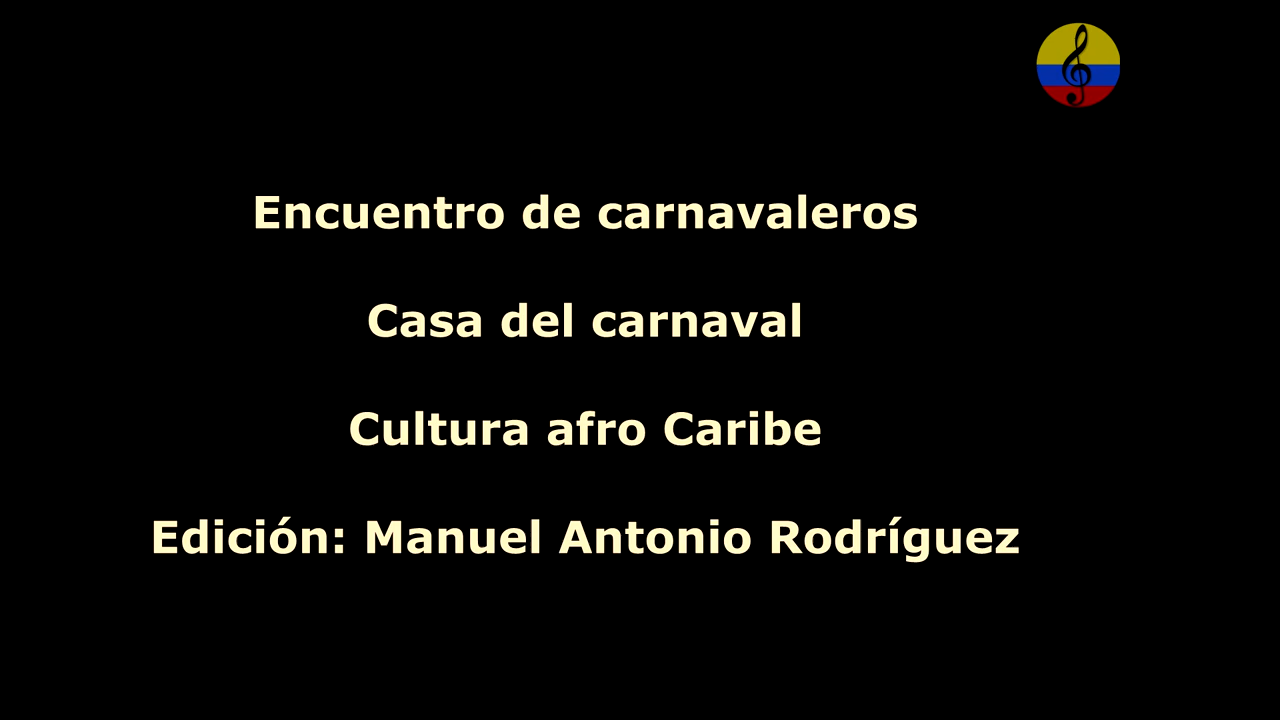 Encuentro de carnavaleros
Casa del carnaval
Cultura afro Caribe
Edición: Manuel Antonio Rodríguez